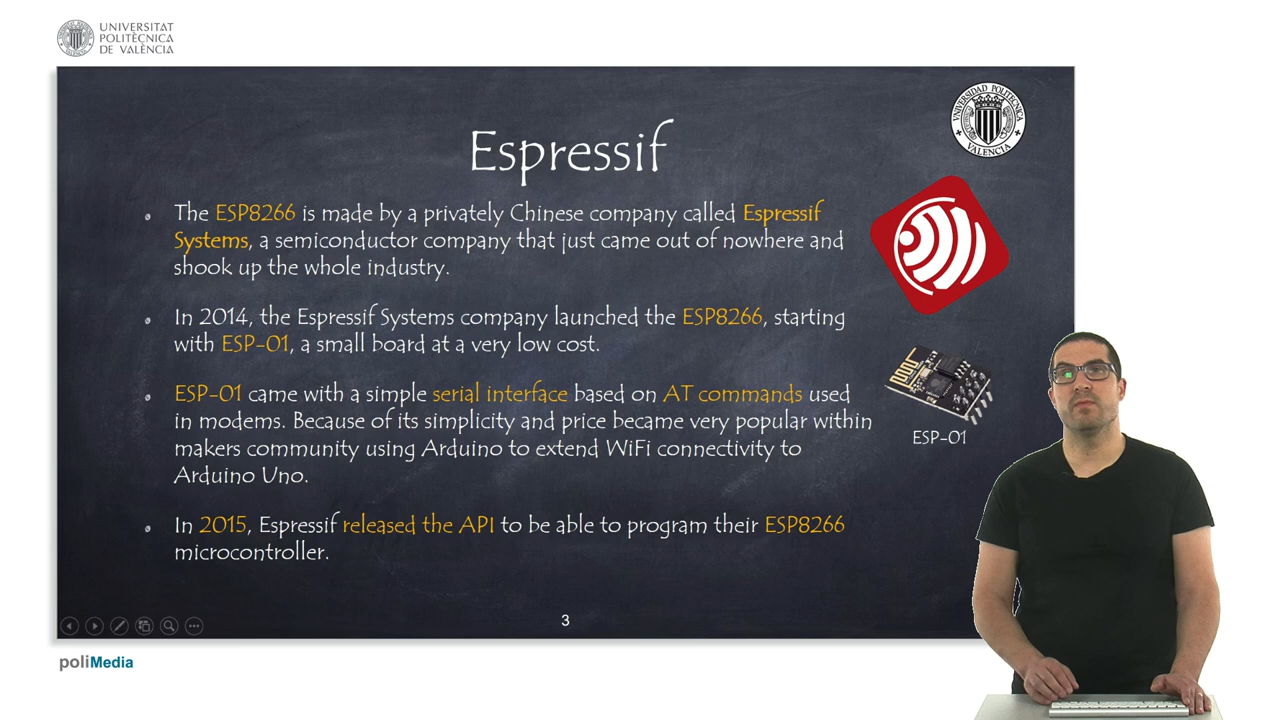 UNIVERSITAT
POLITÈCNICA
DE VALÈNCIA
UNIVERSIDAD POLITECNICA
VALENCIA
Espressif
The ESP8266 is made by a privately Chinese company called Espressif
Systems, a semiconductor company that just came out of nowhere and
shook up the whole industry.
In 2014, the Espressif Systems company launched the ESP8266, starting
with ESP-01, a small board at a very low cost.
ESP-01 came with a simple serial interface based on AT commands used
in modems. Because of its simplicity and price became very popular within
makers community using Arduino to extend WiFi connectivity to
Arduino Uno.
ESP-01
In 2015, Espressif released the API to be able to program their ESP8266
microcontroller.
3
poliMedia